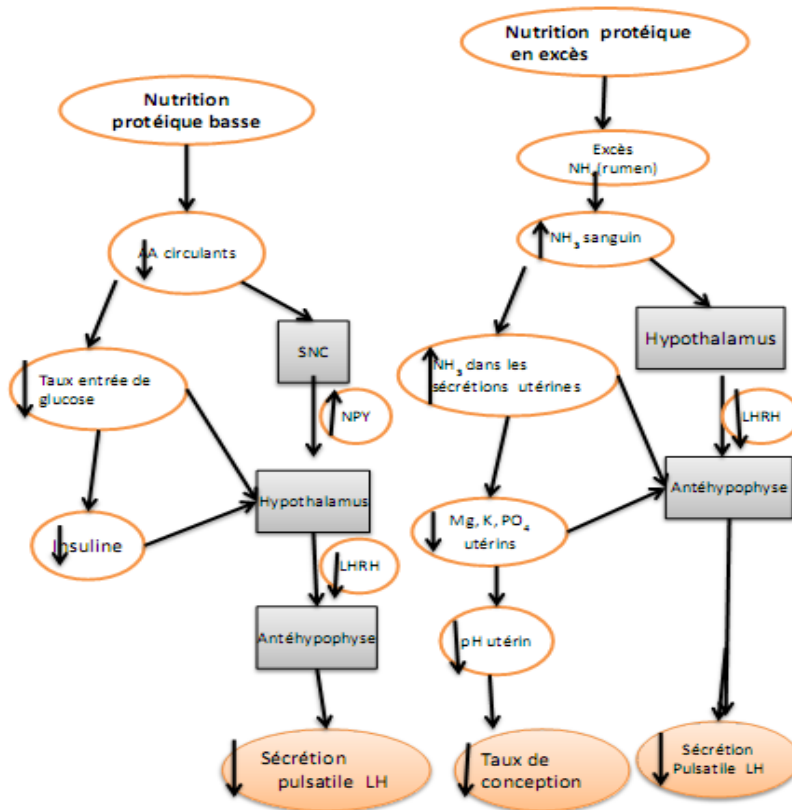 Nutrition
protéique basse
AA circulants
SNC
Taux entrée de
glucose
NPY
Hypothalamus
Insuline
LHRH
Antéhypophyse
Sécrétion
pulsatile LH
Nutrition protéique
en excès
Excès
NH₃(rumen)
NH₃ sanguin
Hypothalamus
NH₃ dans les
sécrétions utérines
LHRH
Antéhypophyse
Mg, K, PO₄
utérins
pH utérin
Taux de
conception
Sécrétion
Pulsatile LH